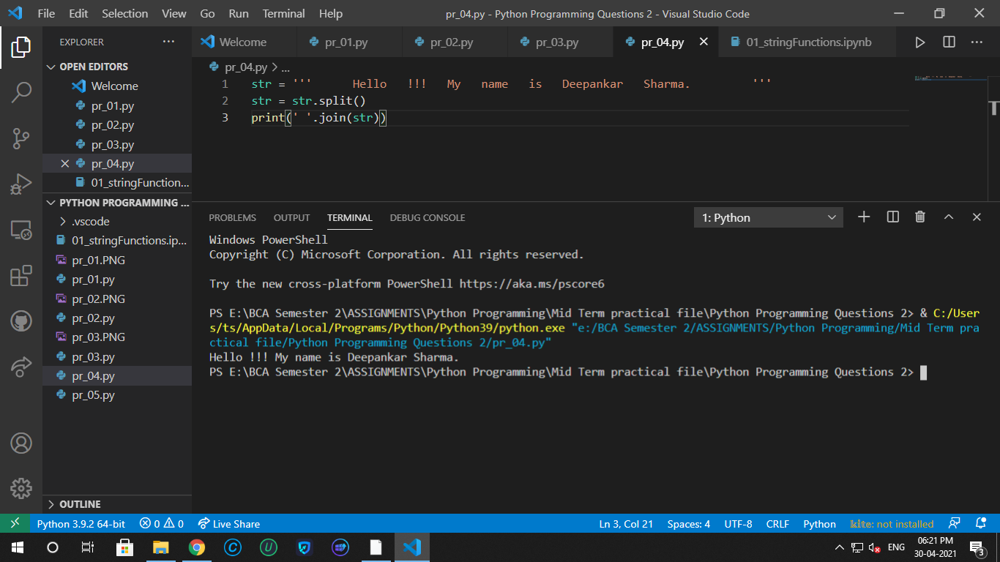 File Edit Selection View Go Run Terminal Help pr_04.py - Python Programming Questions 2 - Visual Studio Code
EXPLORER ...
Welcome pr_01.py pr_02.py pr_03.py pr_04.py 01_stringFunctions.ipynb
OPEN EDITORS
Welcome
pr_01.py
pr_02.py
pr_03.py
pr_04.py
01_stringFunction...
PYTHON PROGRAMMING ...
.vscode
01_stringFunctions.ip...
pr_01.PNG
pr_01.py
pr_02.PNG
pr_02.py
pr_03.PNG
pr_03.py
pr_04.py
pr_05.py
OUTLINE
pr_04.py > ...
1 str = '''      Hello   !!!   My   name   is   Deepankar   Sharma.         '''
2 str = str.split()
3 print(' '.join(str))
PROBLEMS OUTPUT TERMINAL DEBUG CONSOLE 1: Python
Windows PowerShell
Copyright (C) Microsoft Corporation. All rights reserved.
Try the new cross-platform PowerShell https://aka.ms/pscore6
PS E:\BCA Semester 2\ASSIGNMENTS\Python Programming\Mid Term practical file\Python Programming Questions 2> & C:/User
s/ts/AppData/Local/Programs/Python/Python39/python.exe "e:/BCA Semester 2/ASSIGNMENTS/Python Programming/Mid Term pra
ctical file/Python Programming Questions 2/pr_04.py"
Hello !!! My name is Deepankar Sharma.
PS E:\BCA Semester 2\ASSIGNMENTS\Python Programming\Mid Term practical file\Python Programming Questions 2>
Python 3.9.2 64-bit 0 0 Live Share Ln 3, Col 21 Spaces: 4 UTF-8 CRLF Python kite: not installed
ENG 06:21 PM 3
30-04-2021